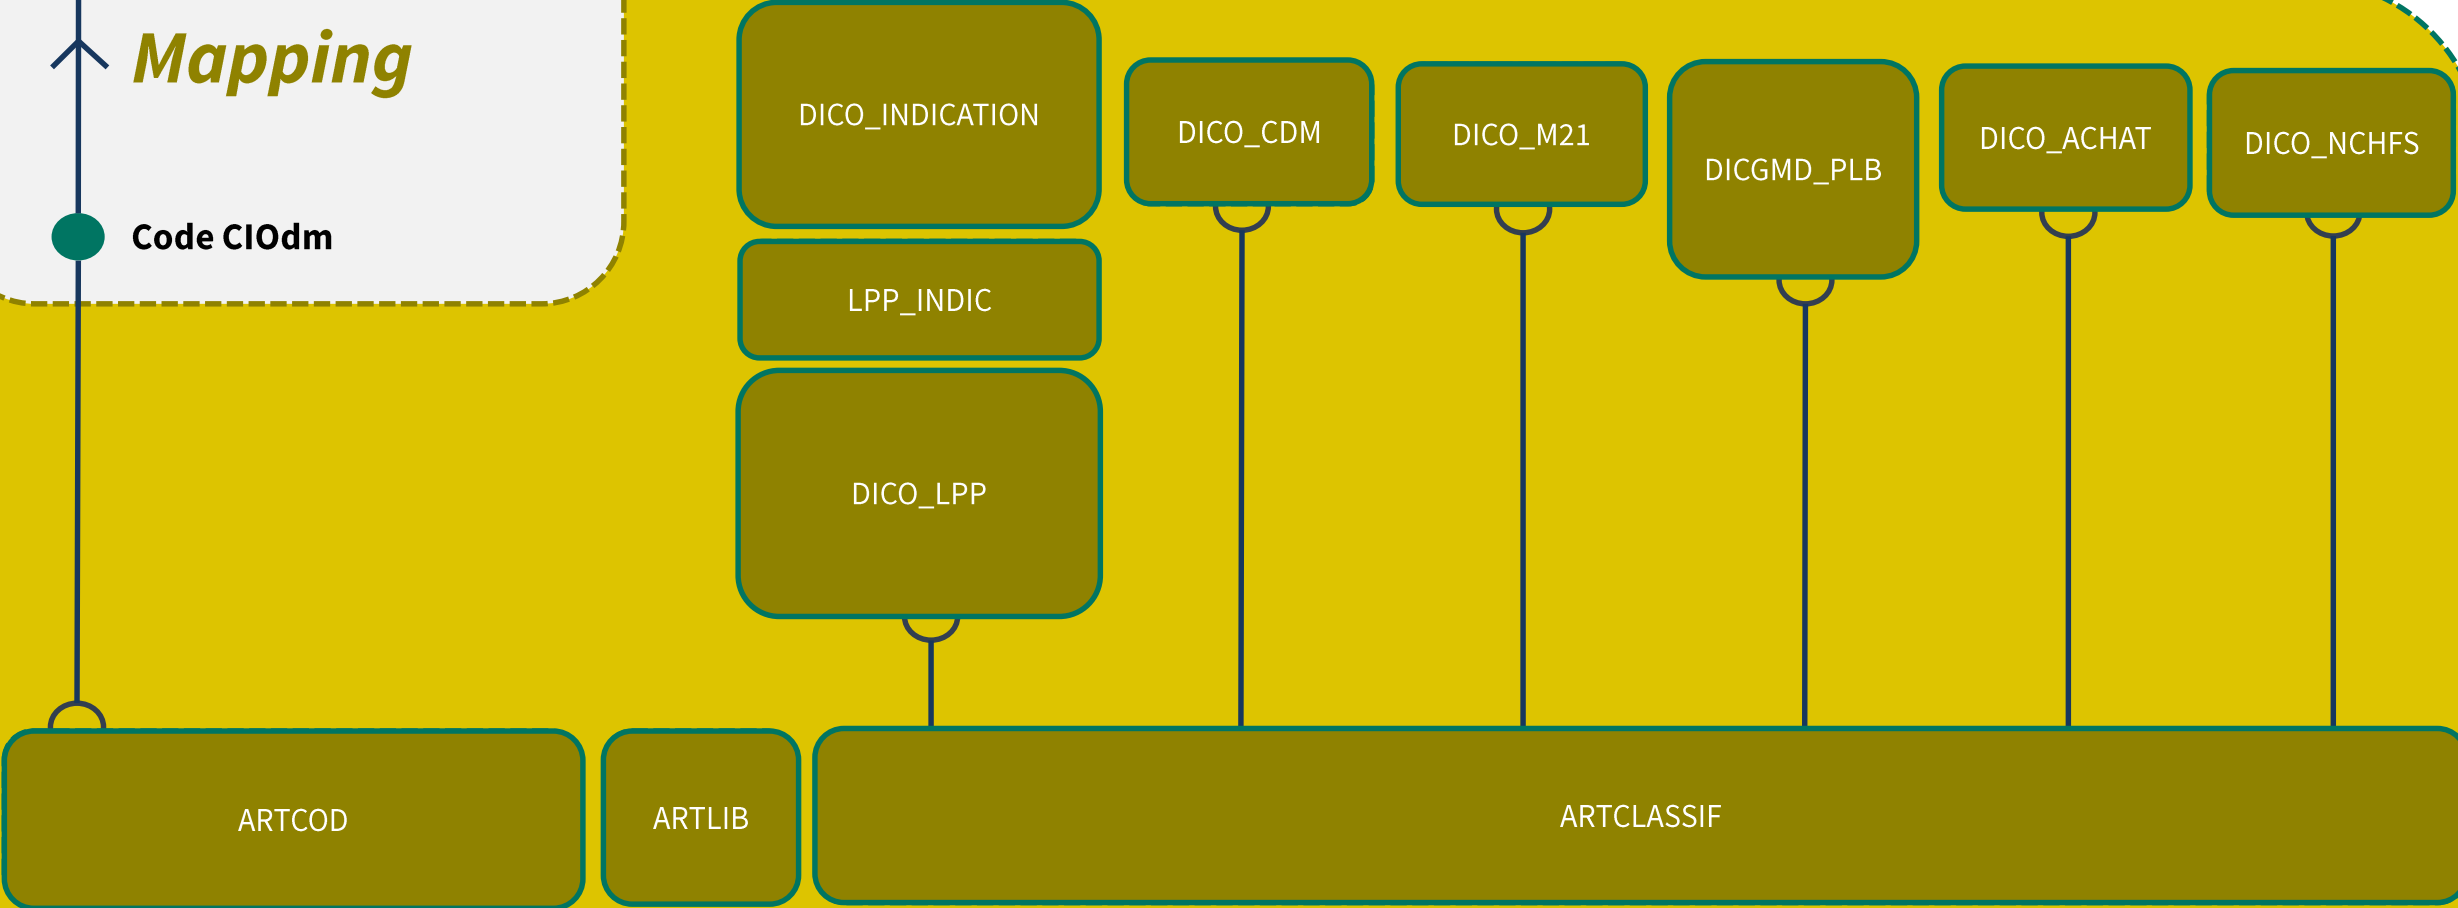 Mapping
Code CIOdm
DICO_INDICATION
LPP_INDIC
DICO_LPP
DICO_CDM
DICO_M21
DICGMD_PLB
DICO_ACHAT
DICO_NCHFS
ARTCOD
ARTLIB
ARTCLASSIF